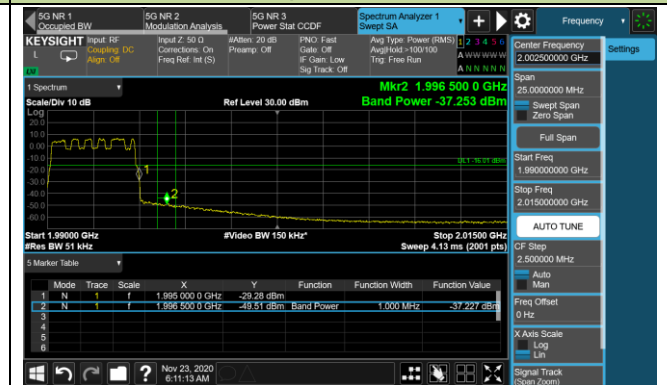 5G NR 1
Occupied BW
5G NR 2
Modulation Analysis
5G NR 3
Power Stat CCDF
Spectrum Analyzer 1
Swept SA
Frequency
KEYSIGHT
L
Input: RF
Coupling: DC
Align: Off
Input Z: 50 Ω
Corrections: On
Freq Ref: Int (S)
#Atten: 20 dB
Preamp: Off
PNO: Fast
Gate: Off
IF Gain: Low
Sig Track: Off
Avg Type: Power (RMS)
Avg|Hold >100/100
Trig: Free Run
1 2 3 4 5 6
A W W W W W
A N N N N N
Center Frequency
2.002500000 GHz
Settings
Span
25.0000000 MHz
Swept Span
Zero Span
Full Span
Start Freq
1.990000000 GHz
Stop Freq
2.015000000 GHz
AUTO TUNE
CF Step
2.500000 MHz
Auto
Man
Freq Offset
0 Hz
X Axis Scale
Log
Lin
Signal Track
(Span Zoom)
1 Spectrum
Scale/Div 10 dB
Ref Level 30.00 dBm
Mkr2 1.996 500 0 GHz
Band Power -37.253 dBm
Log
20.0
10.0
0.00
-10.0
-20.0
-30.0
-40.0
-50.0
-60.0
1
2
DL1 -16.01 dBm
Start 1.99000 GHz
#Res BW 51 kHz
#Video BW 150 kHz*
Stop 2.01500 GHz
Sweep 4.13 ms (2001 pts)
5 Marker Table
Mode Trace Scale X Y Function Function Width Function Value
1 N 1 f 1.995 000 0 GHz -29.28 dBm
2 N 1 f 1.996 500 0 GHz -49.51 dBm Band Power 1.000 MHz -37.227 dBm
3
4
5
6
Nov 23, 2020
6:11:13 AM